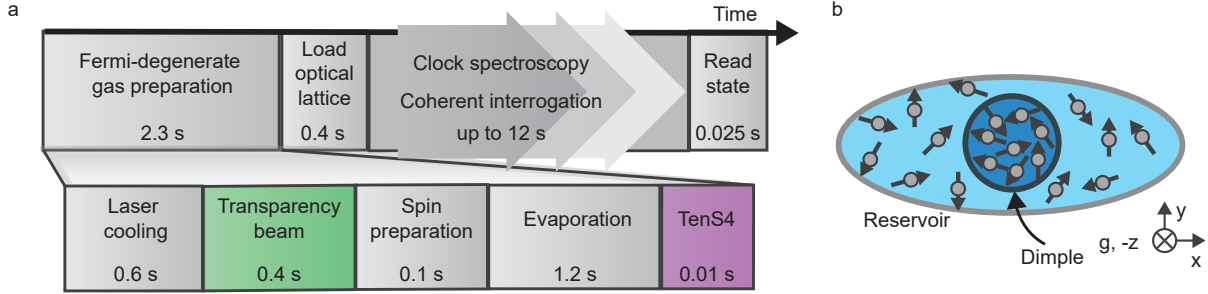 a
Time
Fermi-degenerate
gas preparation
2.3 s
Load
optical
lattice
0.4 s
Clock spectroscopy
Coherent interrogation
up to 12 s
Read
state
0.025 s
Laser
cooling
0.6 s
Transparency
beam
0.4 s
Spin
preparation
0.1 s
Evaporation
1.2 s
TenS4
0.01 s
b
Reservoir
Dimple
y
g, -z
x